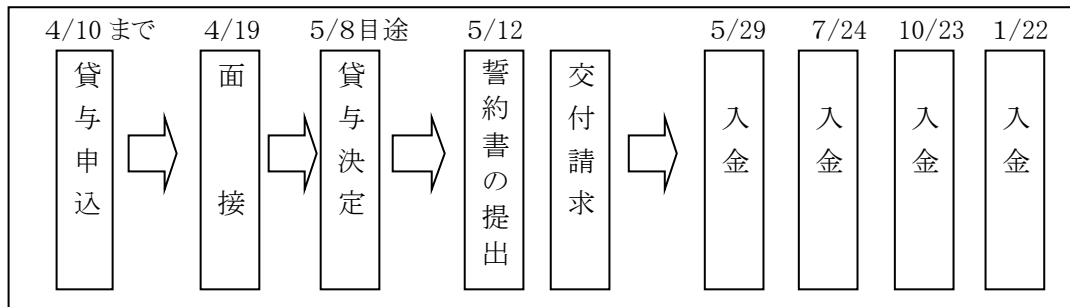 4/10 まで
4/19
5/8目途
5/12
5/29
7/24
10/23
1/22
貸与申込
面接
貸与決定
誓約書の提出
交付請求
入金
入金
入金
入金